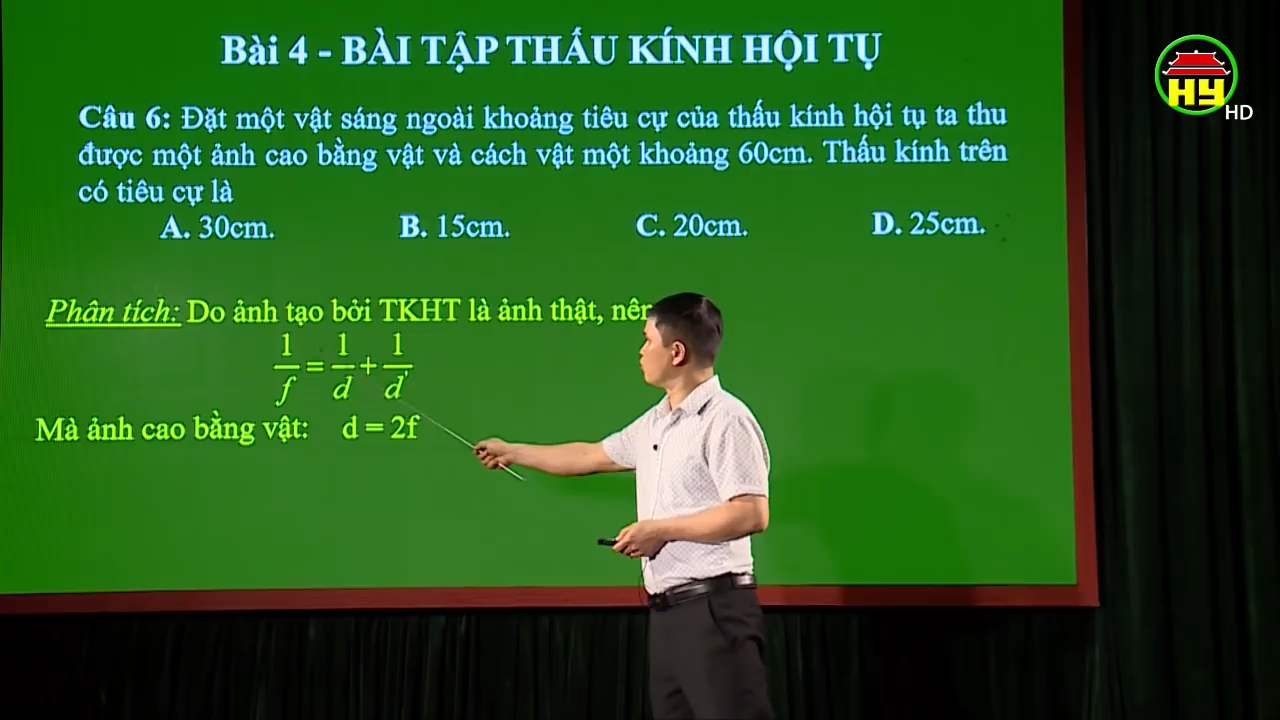 Bài 4 - BÀI TẬP THẤU KÍNH HỘI TỤ
HY
HD
Câu 6: Đặt một vật sáng ngoài khoảng tiêu cự của thấu kính hội tụ ta thu
được một ảnh cao bằng vật và cách vật một khoảng 60cm. Thấu kính trên
có tiêu cự là
A. 30cm. B. 15cm. C. 20cm. D. 25cm.
Phân tích: Do ảnh tạo bởi TKHT là ảnh thật, nên
1/f = 1/d + 1/d'
Mà ảnh cao bằng vật: d = 2f